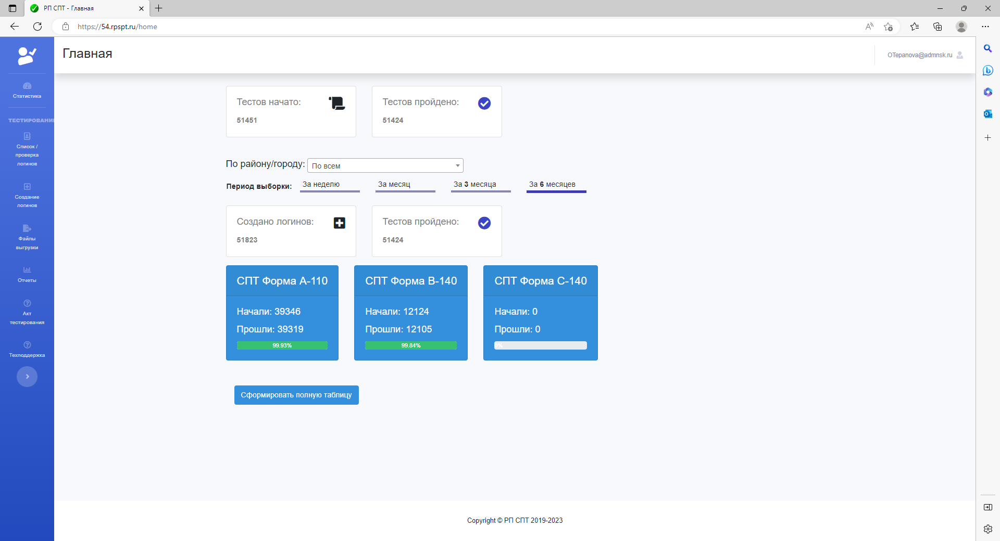 РП СПТ - Главная
https://54.rpspt.ru/home
Главная
OTepanova@admnsk.ru
Статистика
ТЕСТИРОВАНИЕ
Список /
проверка
логинов
Создание
логинов
Файлы
выгрузки
Отчеты
Акт
тестирования
Техподдержка
Тестов начато:
51451
Тестов пройдено:
51424
По району/городу: По всем
Период выборки: За неделю За месяц За 3 месяца За 6 месяцев
Создано логинов:
51823
Тестов пройдено:
51424
СПТ Форма A-110
Начали: 39346
Прошли: 39319
99.93%
СПТ Форма B-140
Начали: 12124
Прошли: 12105
99.84%
СПТ Форма C-140
Начали: 0
Прошли: 0
0%
Сформировать полную таблицу
Copyright © РП СПТ 2019-2023